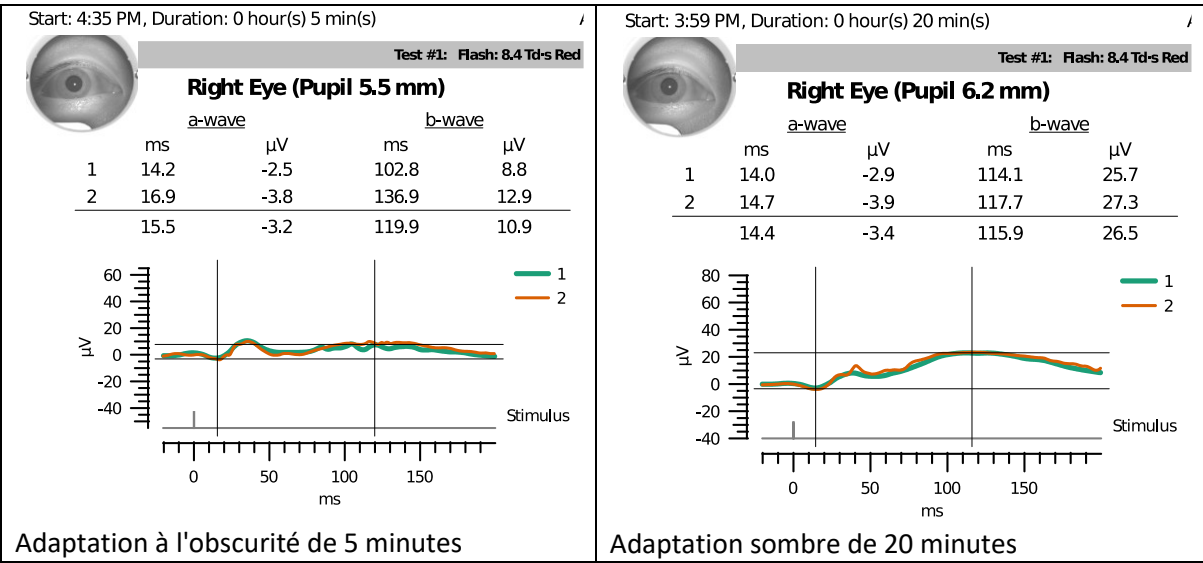 Start: 4:35 PM, Duration: 0 hour(s) 5 min(s)
Test #1: Flash: 8.4 Td·s Red
Right Eye (Pupil 5.5 mm)
a-wave b-wave
ms µV ms µV
1 14.2 -2.5 102.8 8.8
2 16.9 -3.8 136.9 12.9
15.5 -3.2 119.9 10.9
60
40
20
0
-20
-40
µV
1
2
Stimulus
0 50 100 150
ms
Adaptation à l'obscurité de 5 minutes
Start: 3:59 PM, Duration: 0 hour(s) 20 min(s)
Test #1: Flash: 8.4 Td·s Red
Right Eye (Pupil 6.2 mm)
a-wave b-wave
ms µV ms µV
1 14.0 -2.9 114.1 25.7
2 14.7 -3.9 117.7 27.3
14.4 -3.4 115.9 26.5
80
60
40
20
0
-20
-40
µV
1
2
Stimulus
0 50 100 150
ms
Adaptation sombre de 20 minutes